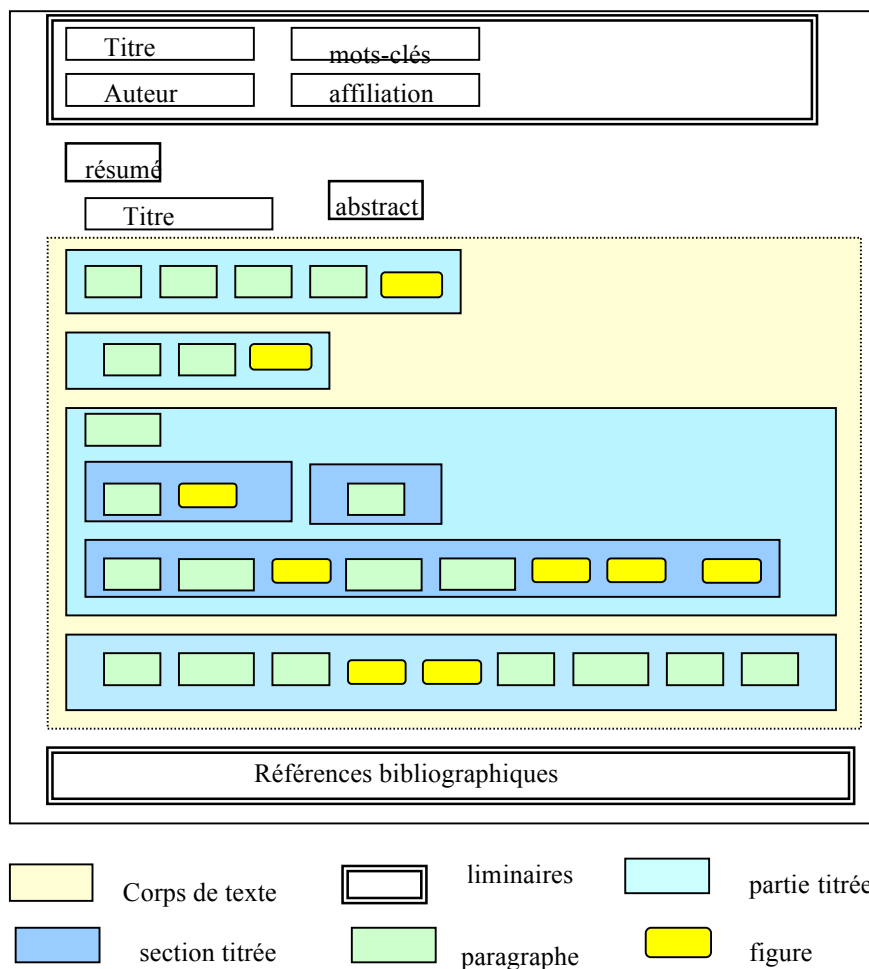 Titre
mots-clés
Auteur
affiliation
résumé
abstract
Titre
Références bibliographiques
Corps de texte
liminaires
partie titrée
section titrée
paragraphe
figure